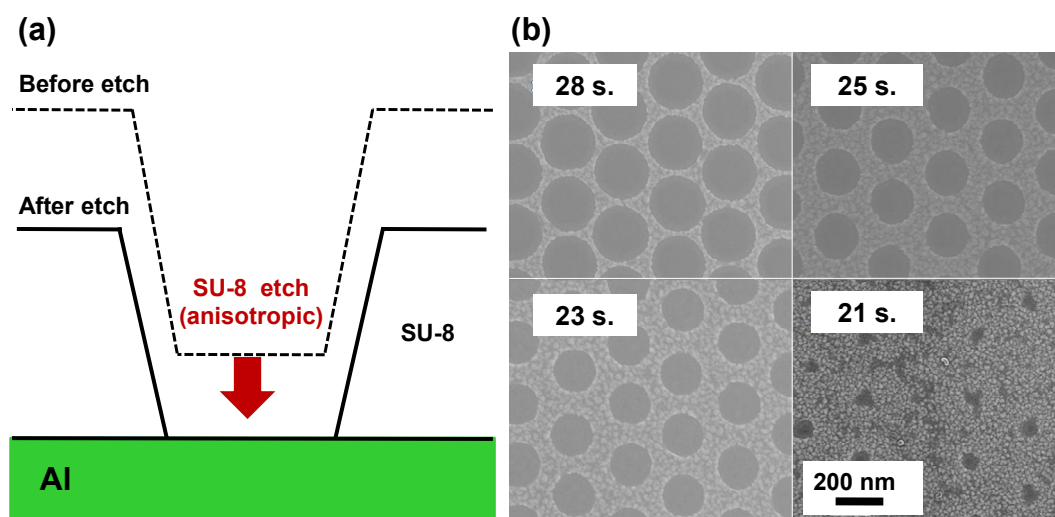 (a)
Before etch
After etch
SU-8 etch
(anisotropic)
SU-8
Al
(b)
28 s.
25 s.
23 s.
21 s.
200 nm